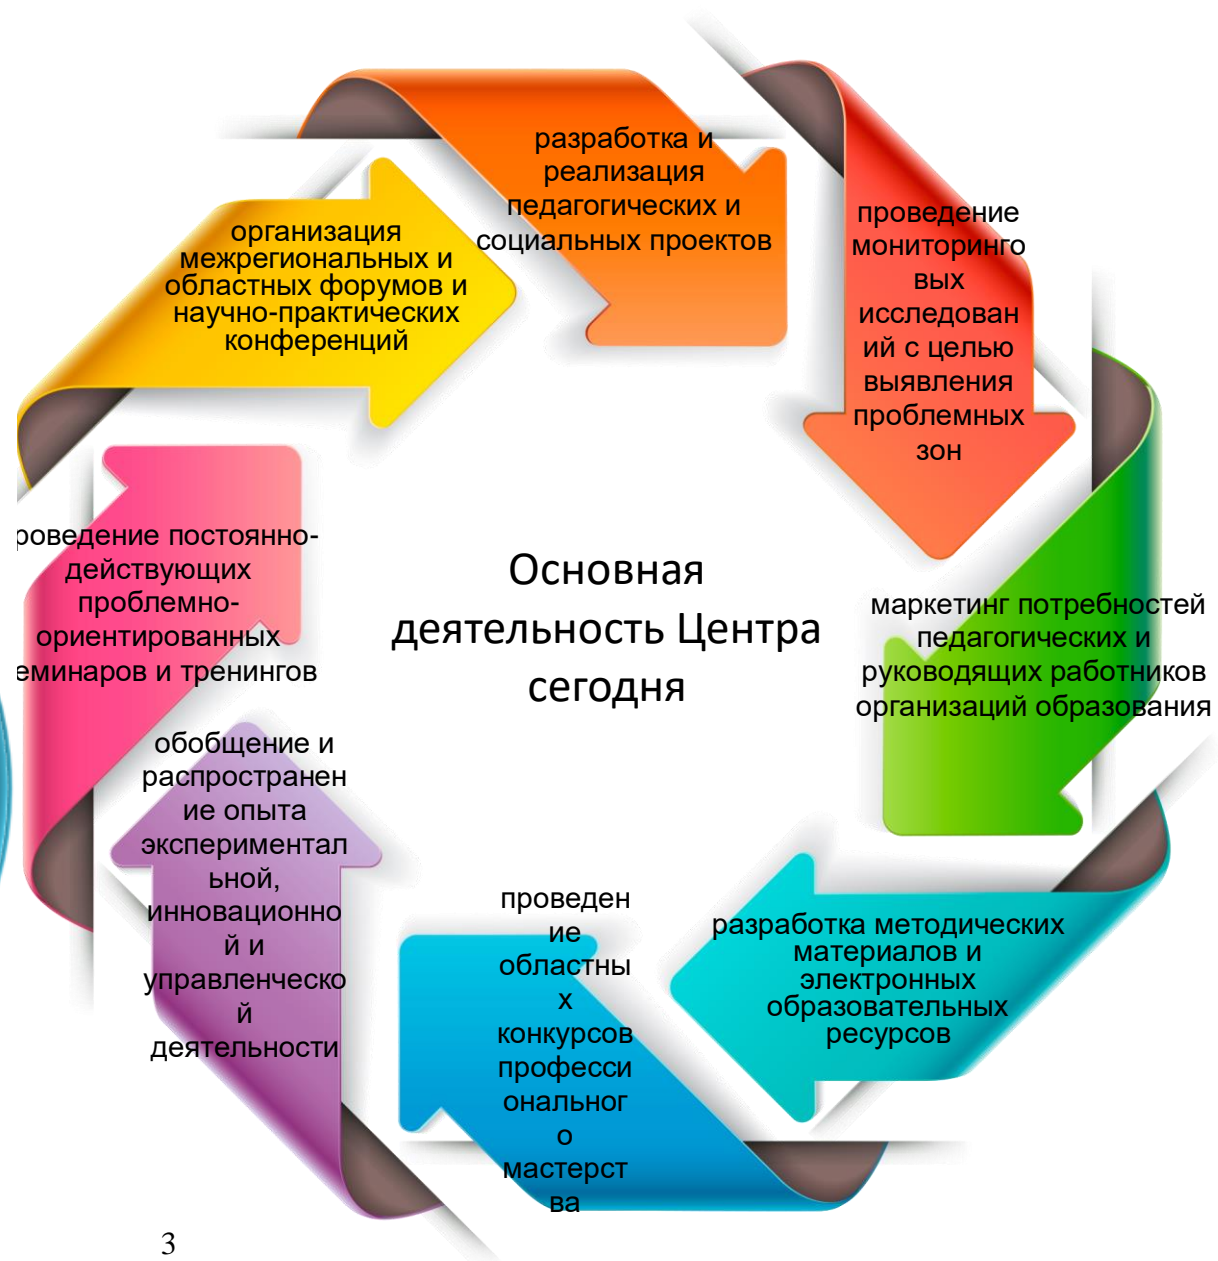 разработка и
реализация
педагогических и
социальных проектов
проведение
мониторинго
вых
исследован
ий с целью
выявления
проблемных
зон
маркетинг потребностей
педагогических и
руководящих работников
организаций образования
разработка методических
материалов и
электронных
образовательных
ресурсов
проведен
ие
областны
х
конкурсов
професси
ональног
о
мастерст
ва
обобщение и
распространен
ие опыта
эксперименталь
ьной,
инновационно
й и
управленческо
й
деятельности
роведение постоянно-
действующих
проблемно-
ориентированных
еминаров и тренингов
организация
межрегиональных и
областных форумов и
научно-практических
конференций
Основная
деятельность Центра
сегодня
3